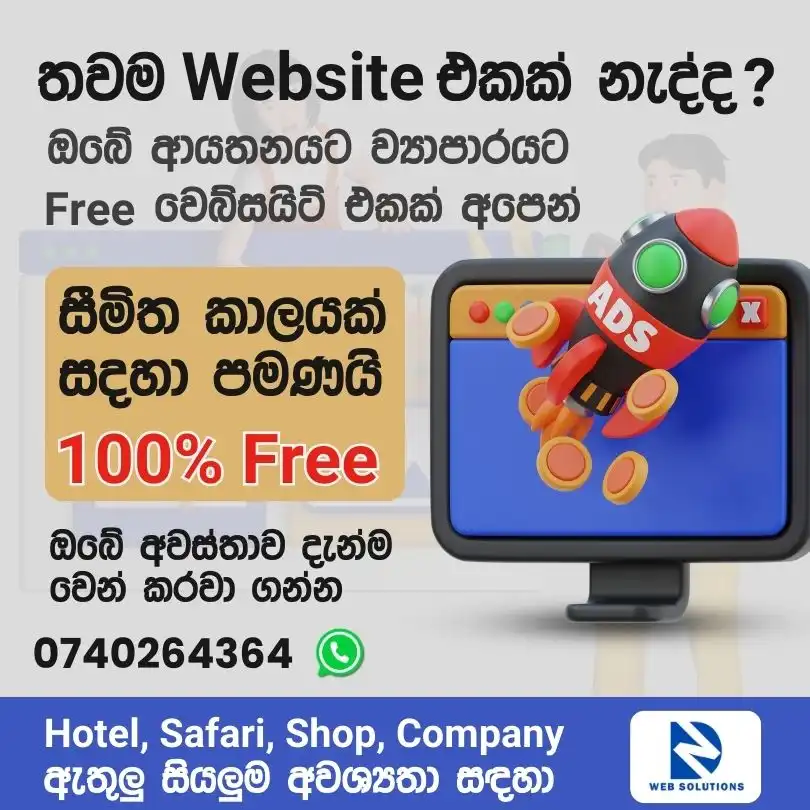 තවම Website එකක් නැද්ද?
ඔබේ ආයතනයට ව්‍යාපාරයට
Free වෙබ්සයිට් එකක් අපෙන්
සීමිත කාලයක්
සදහා පමණයි
100% Free
ADS
X
ඔබේ අවස්තාව දැන්ම
වෙන් කරවා ගන්න
0740264364
Hotel, Safari, Shop, Company
ඇතුලු සියලුම අවශ්‍යතා සඳහා
WEB SOLUTIONS